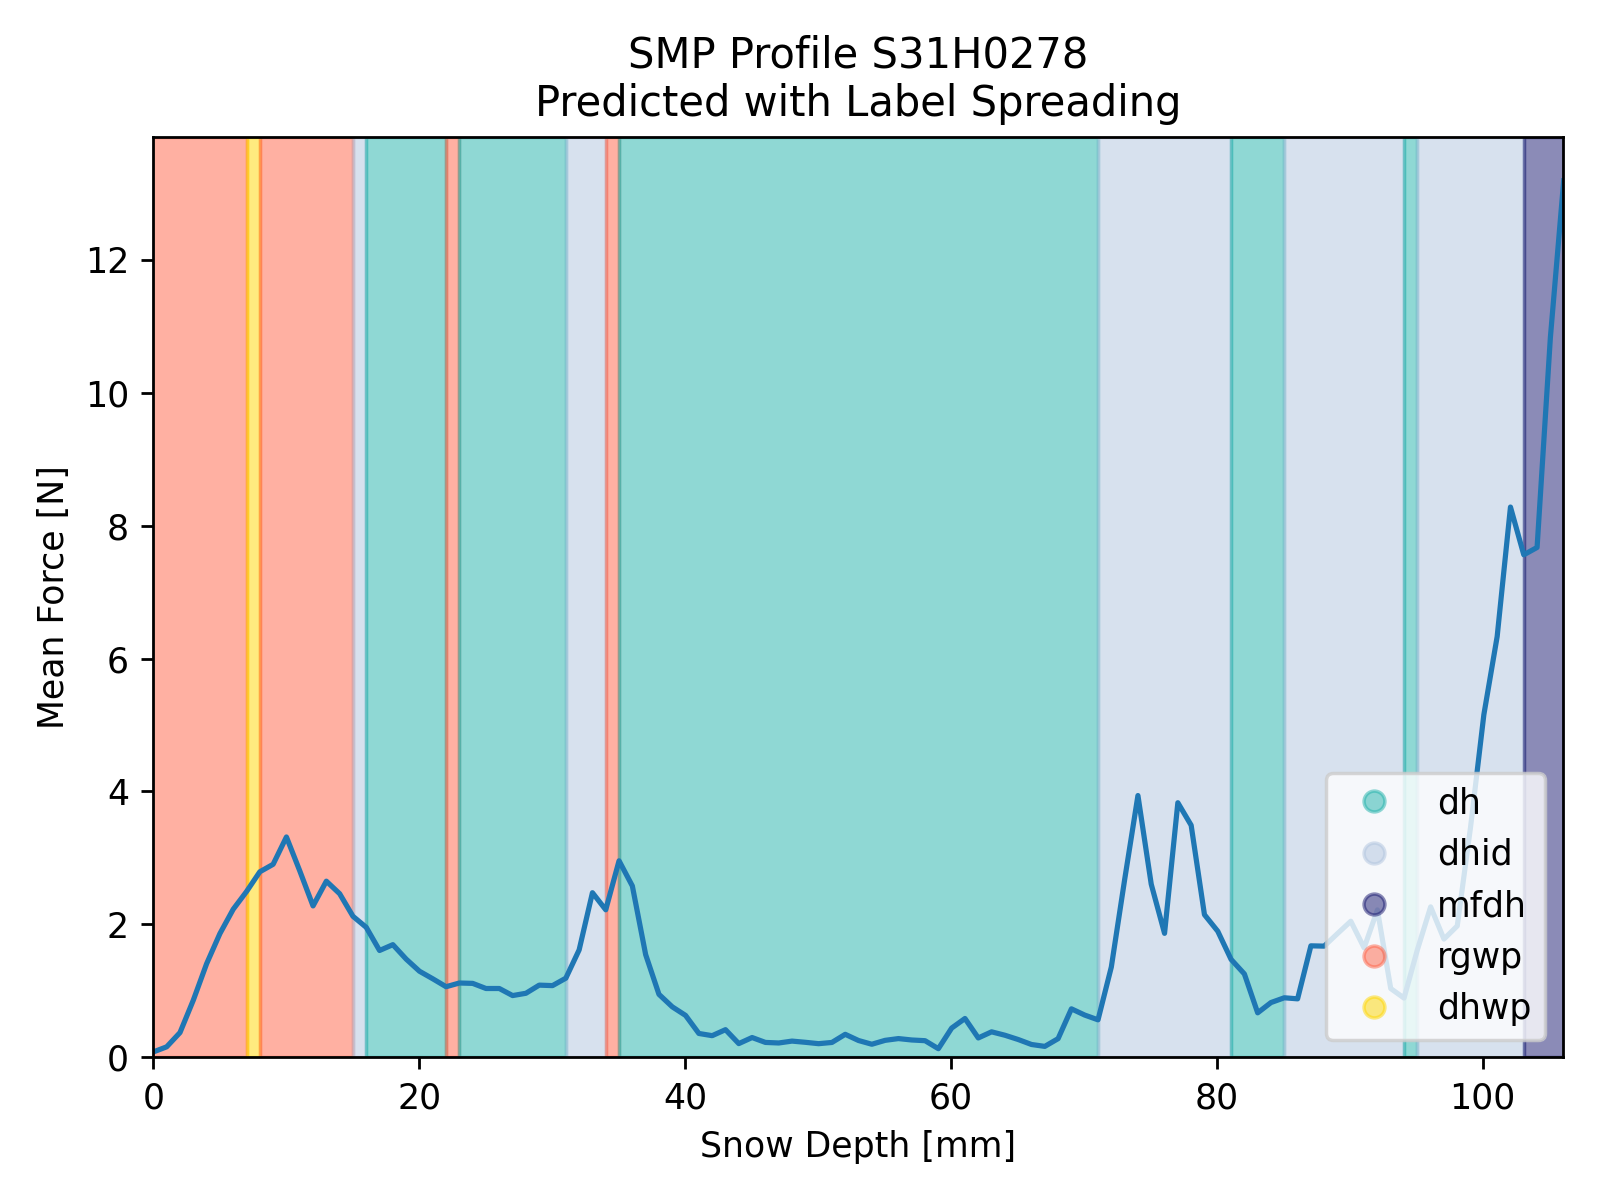 SMP Profile S31H0278
Predicted with Label Spreading
Mean Force [N]
12
10
8
6
4
2
0
dh
dhid
mfdh
rgwp
dhwp
0 20 40 60 80 100
Snow Depth [mm]